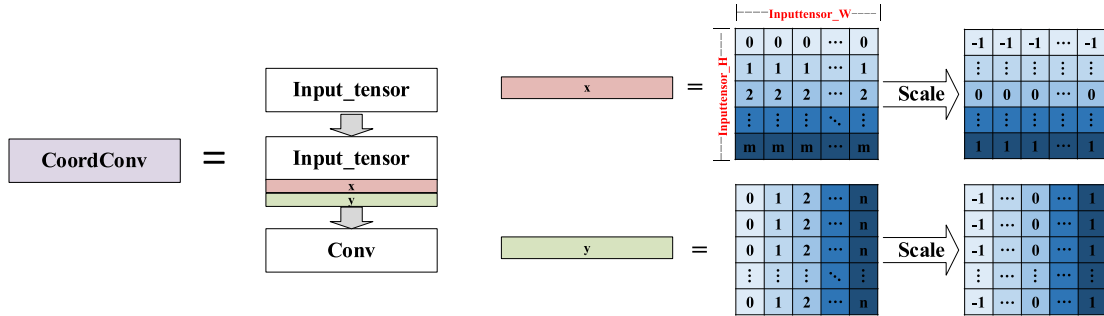 CoordConv
=
Input_tensor
Input_tensor
x
y
Conv
x
=
Inputtensor_W
Inputtensor_H
0 0 0 ⋯ 0
1 1 1 ⋯ 1
2 2 2 ⋯ 2
⋮ ⋮ ⋮ ⋱ ⋮
m m m ⋯ m
Scale
-1 -1 -1 ⋯ -1
⋮ ⋮ ⋮ ⋮ ⋮
0 0 0 ⋯ 0
⋮ ⋮ ⋮ ⋮ ⋮
1 1 1 ⋯ 1
y
=
0 1 2 ⋯ n
0 1 2 ⋯ n
0 1 2 ⋯ n
⋮ ⋮ ⋮ ⋱ ⋮
0 1 2 ⋯ n
Scale
-1 ⋯ 0 ⋯ 1
-1 ⋯ 0 ⋯ 1
-1 ⋯ 0 ⋯ 1
⋮ ⋯ ⋮ ⋯ ⋮
-1 ⋯ 0 ⋯ 1